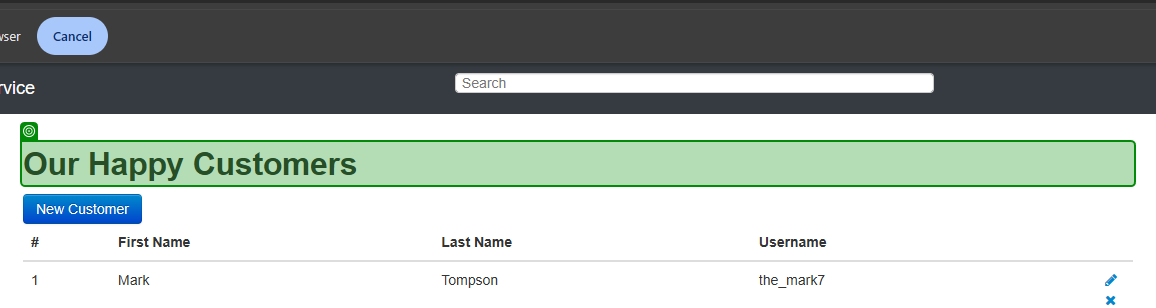 wser Cancel
rvice Search
Our Happy Customers
New Customer
# First Name Last Name Username
1 Mark Tompson the_mark7